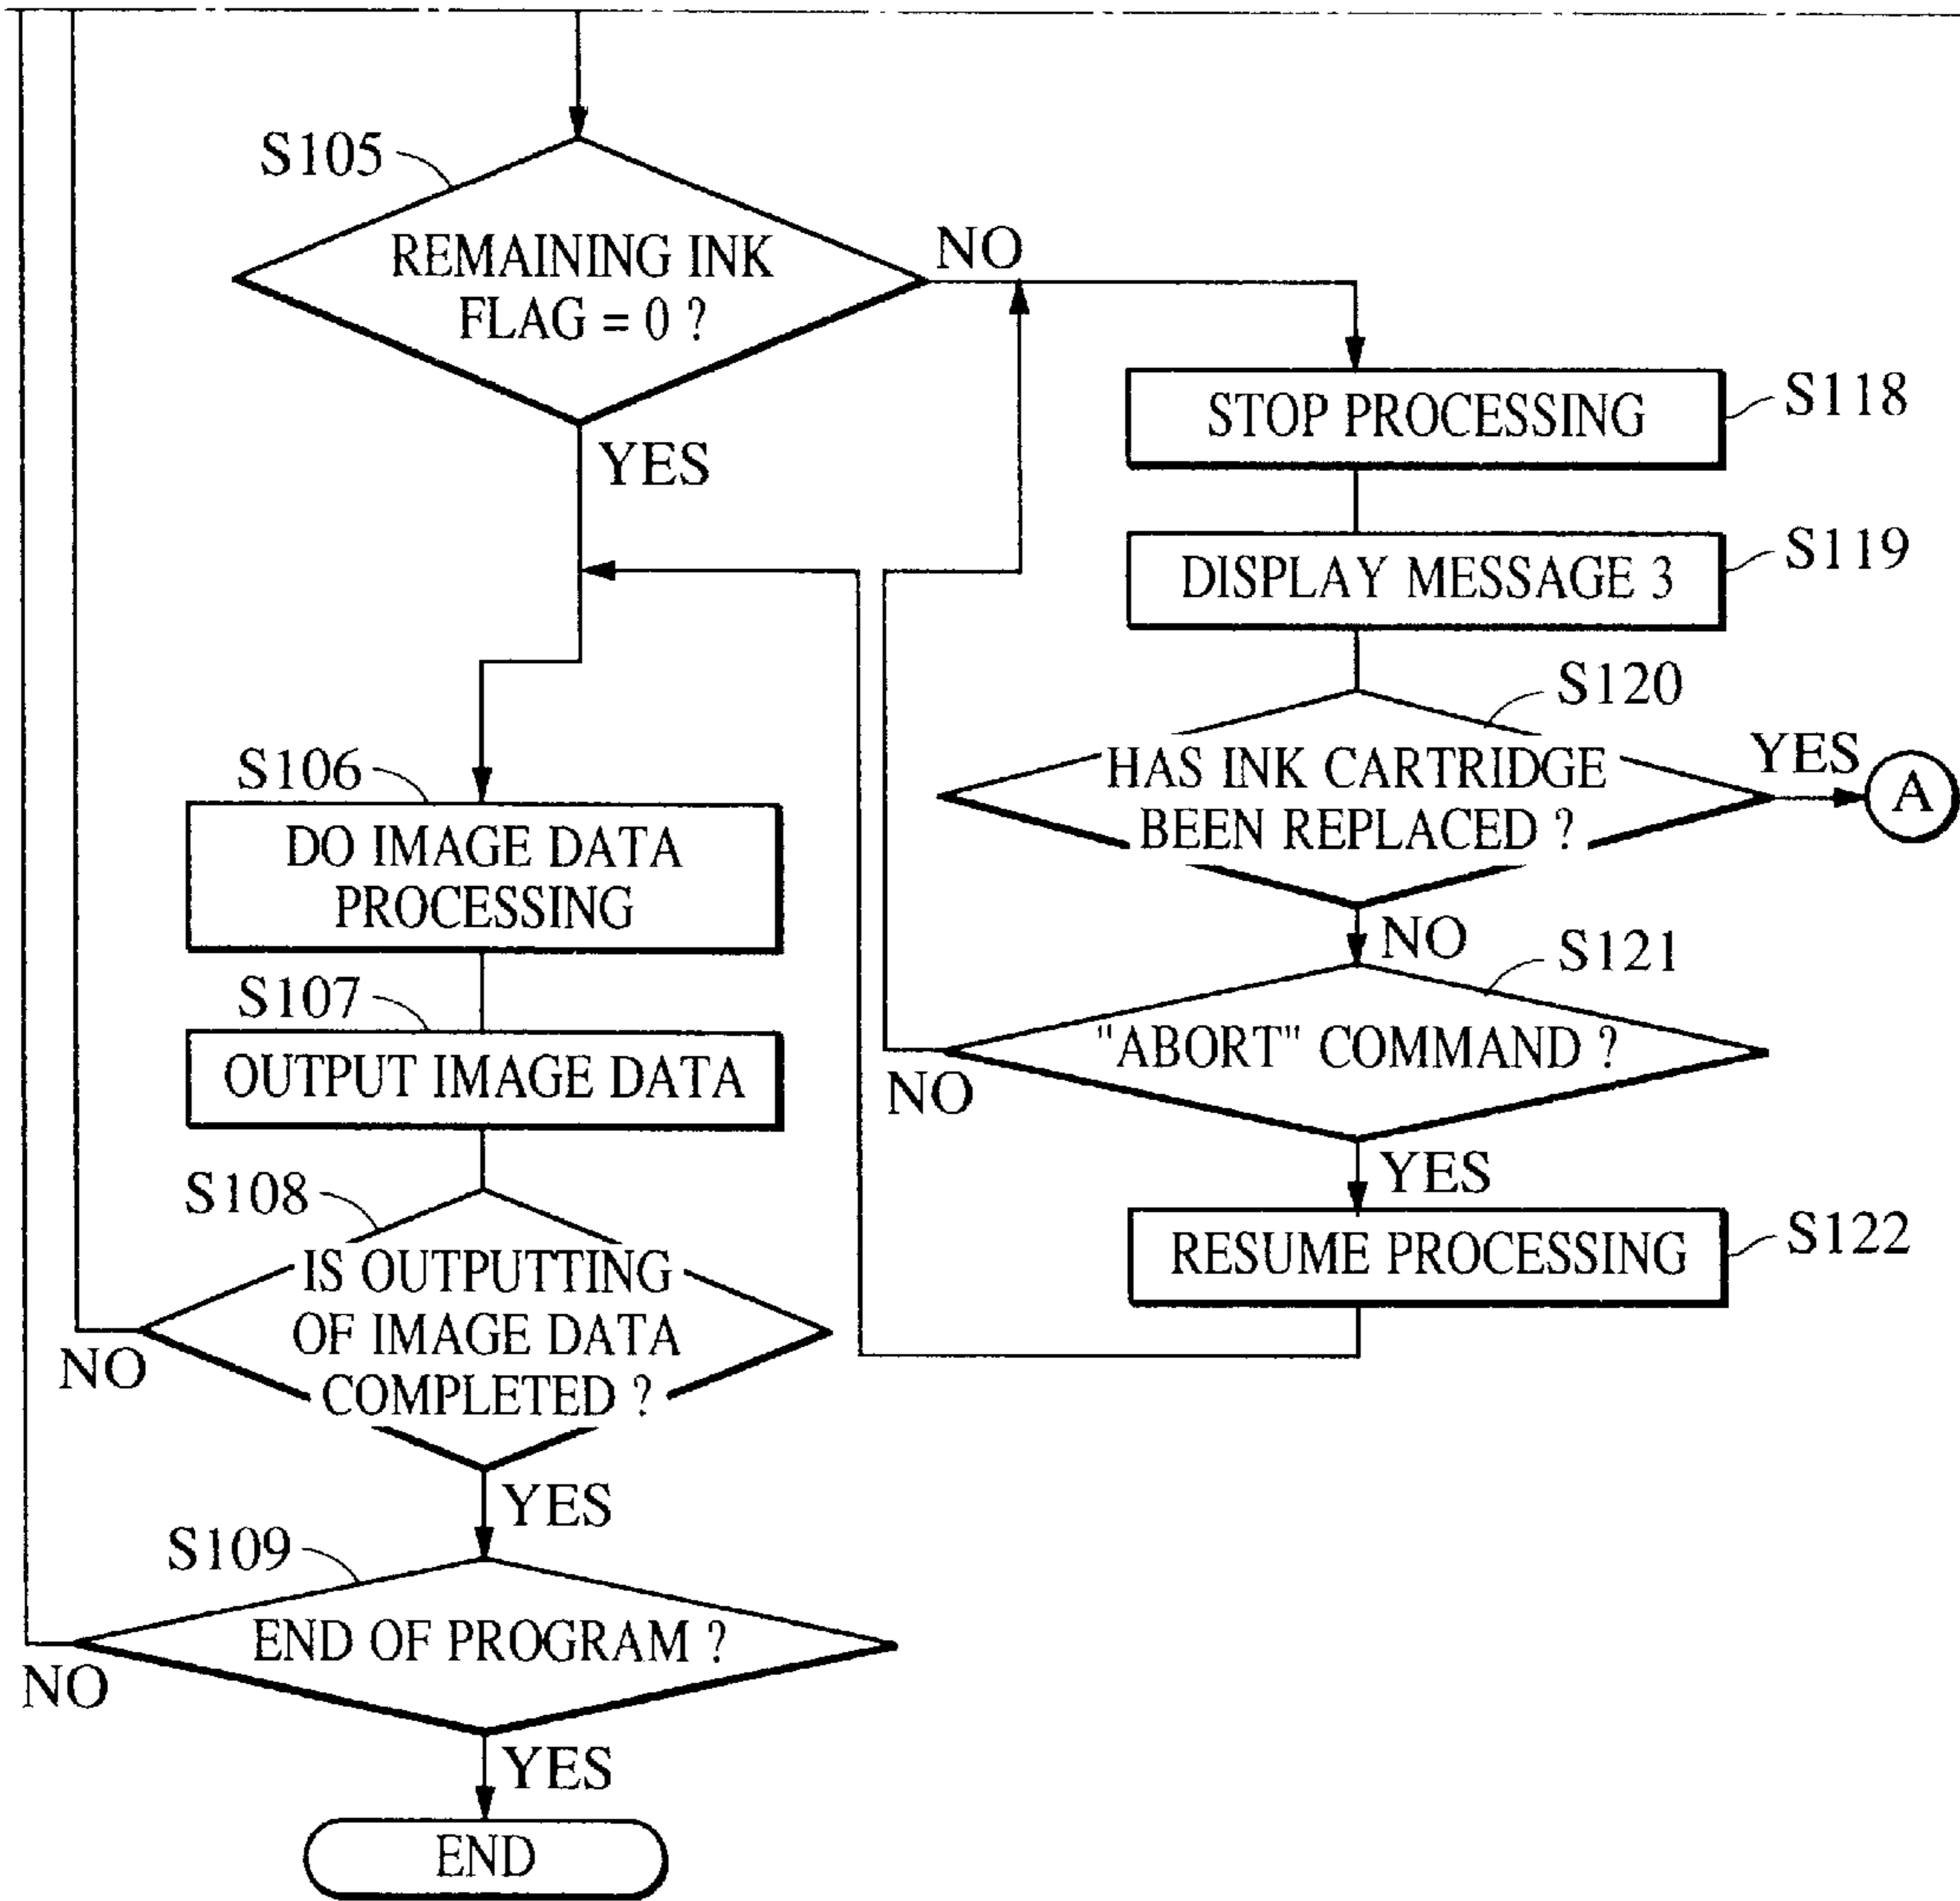 S105
REMAINING INK
FLAG = 0 ?
NO
YES
S118
STOP PROCESSING
S119
DISPLAY MESSAGE 3
S120
HAS INK CARTRIDGE
BEEN REPLACED ?
YES
A
NO
S121
"ABORT" COMMAND ?
NO
YES
S122
RESUME PROCESSING
S106
DO IMAGE DATA
PROCESSING
S107
OUTPUT IMAGE DATA
S108
IS OUTPUTTING
OF IMAGE DATA
COMPLETED ?
NO
YES
S109
END OF PROGRAM ?
NO
YES
END